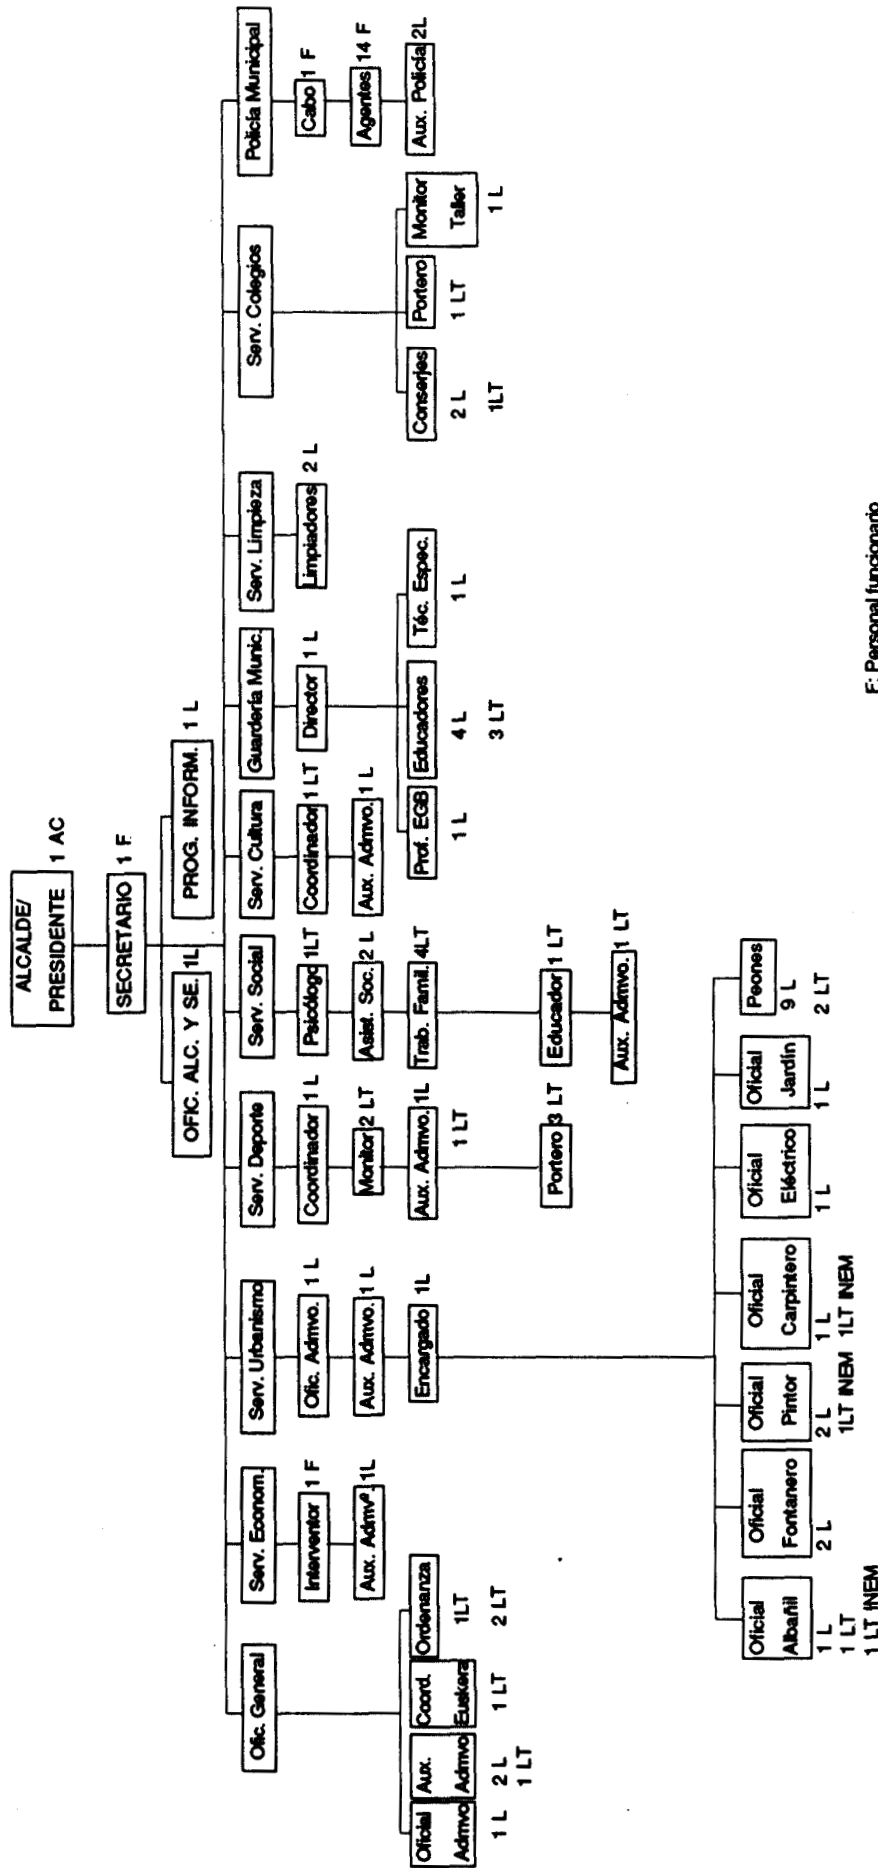 ALCALDE/
PRESIDENTE 1 AC
SECRETARIO 1 F
OFIC. ALC. Y SE. 1L
PROG. INFORM. 1 L
Ofic. General
Oficial
Admvo
1 L
Aux.
Admvo
2 L
1 LT
Coord.
Euskera
1 LT
Ordenanza
1LT
2 LT
Serv. Econom.
Interventor 1 F
Aux. Admvº. 1L
Serv. Urbanismo
Ofic. Admvo. 1 L
Aux. Admvo. 1 L
Encargado 1L
Oficial
Albañil
1 L
1 LT
1 LT INEM
Oficial
Fontanero
2 L
Oficial
Pintor
2 L
1LT INEM
Oficial
Carpintero
1 L
1LT INEM
Oficial
Eléctrico
1 L
Oficial
Jardín
1 L
Peones
9 L
2 LT
Serv. Deporte
Coordinador 1 L
Monitor 2 LT
Aux. Admvo. 1L
1 LT
Portero 3 LT
Serv. Social
Psicólogo 1LT
Asist. Soc. 2 L
Trab. Famil. 4LT
Educador 1 LT
Aux. Admvo. 1 LT
Serv. Cultura
Coordinador 1 LT
Aux. Admvo. 1 L
Guardería Munic.
Director 1 L
Prof. EGB
1 L
Educadores
4 L
3 LT
Téc. Espec.
1 L
Serv. Limpieza
Limpiadores 2 L
Serv. Colegios
Conserjes
2 L
1LT
Portero
1 LT
Monitor
Taller
1 L
Policía Municipal
Cabo 1 F
Agentes 14 F
Aux. Policía 2L
F: Personal funcionario